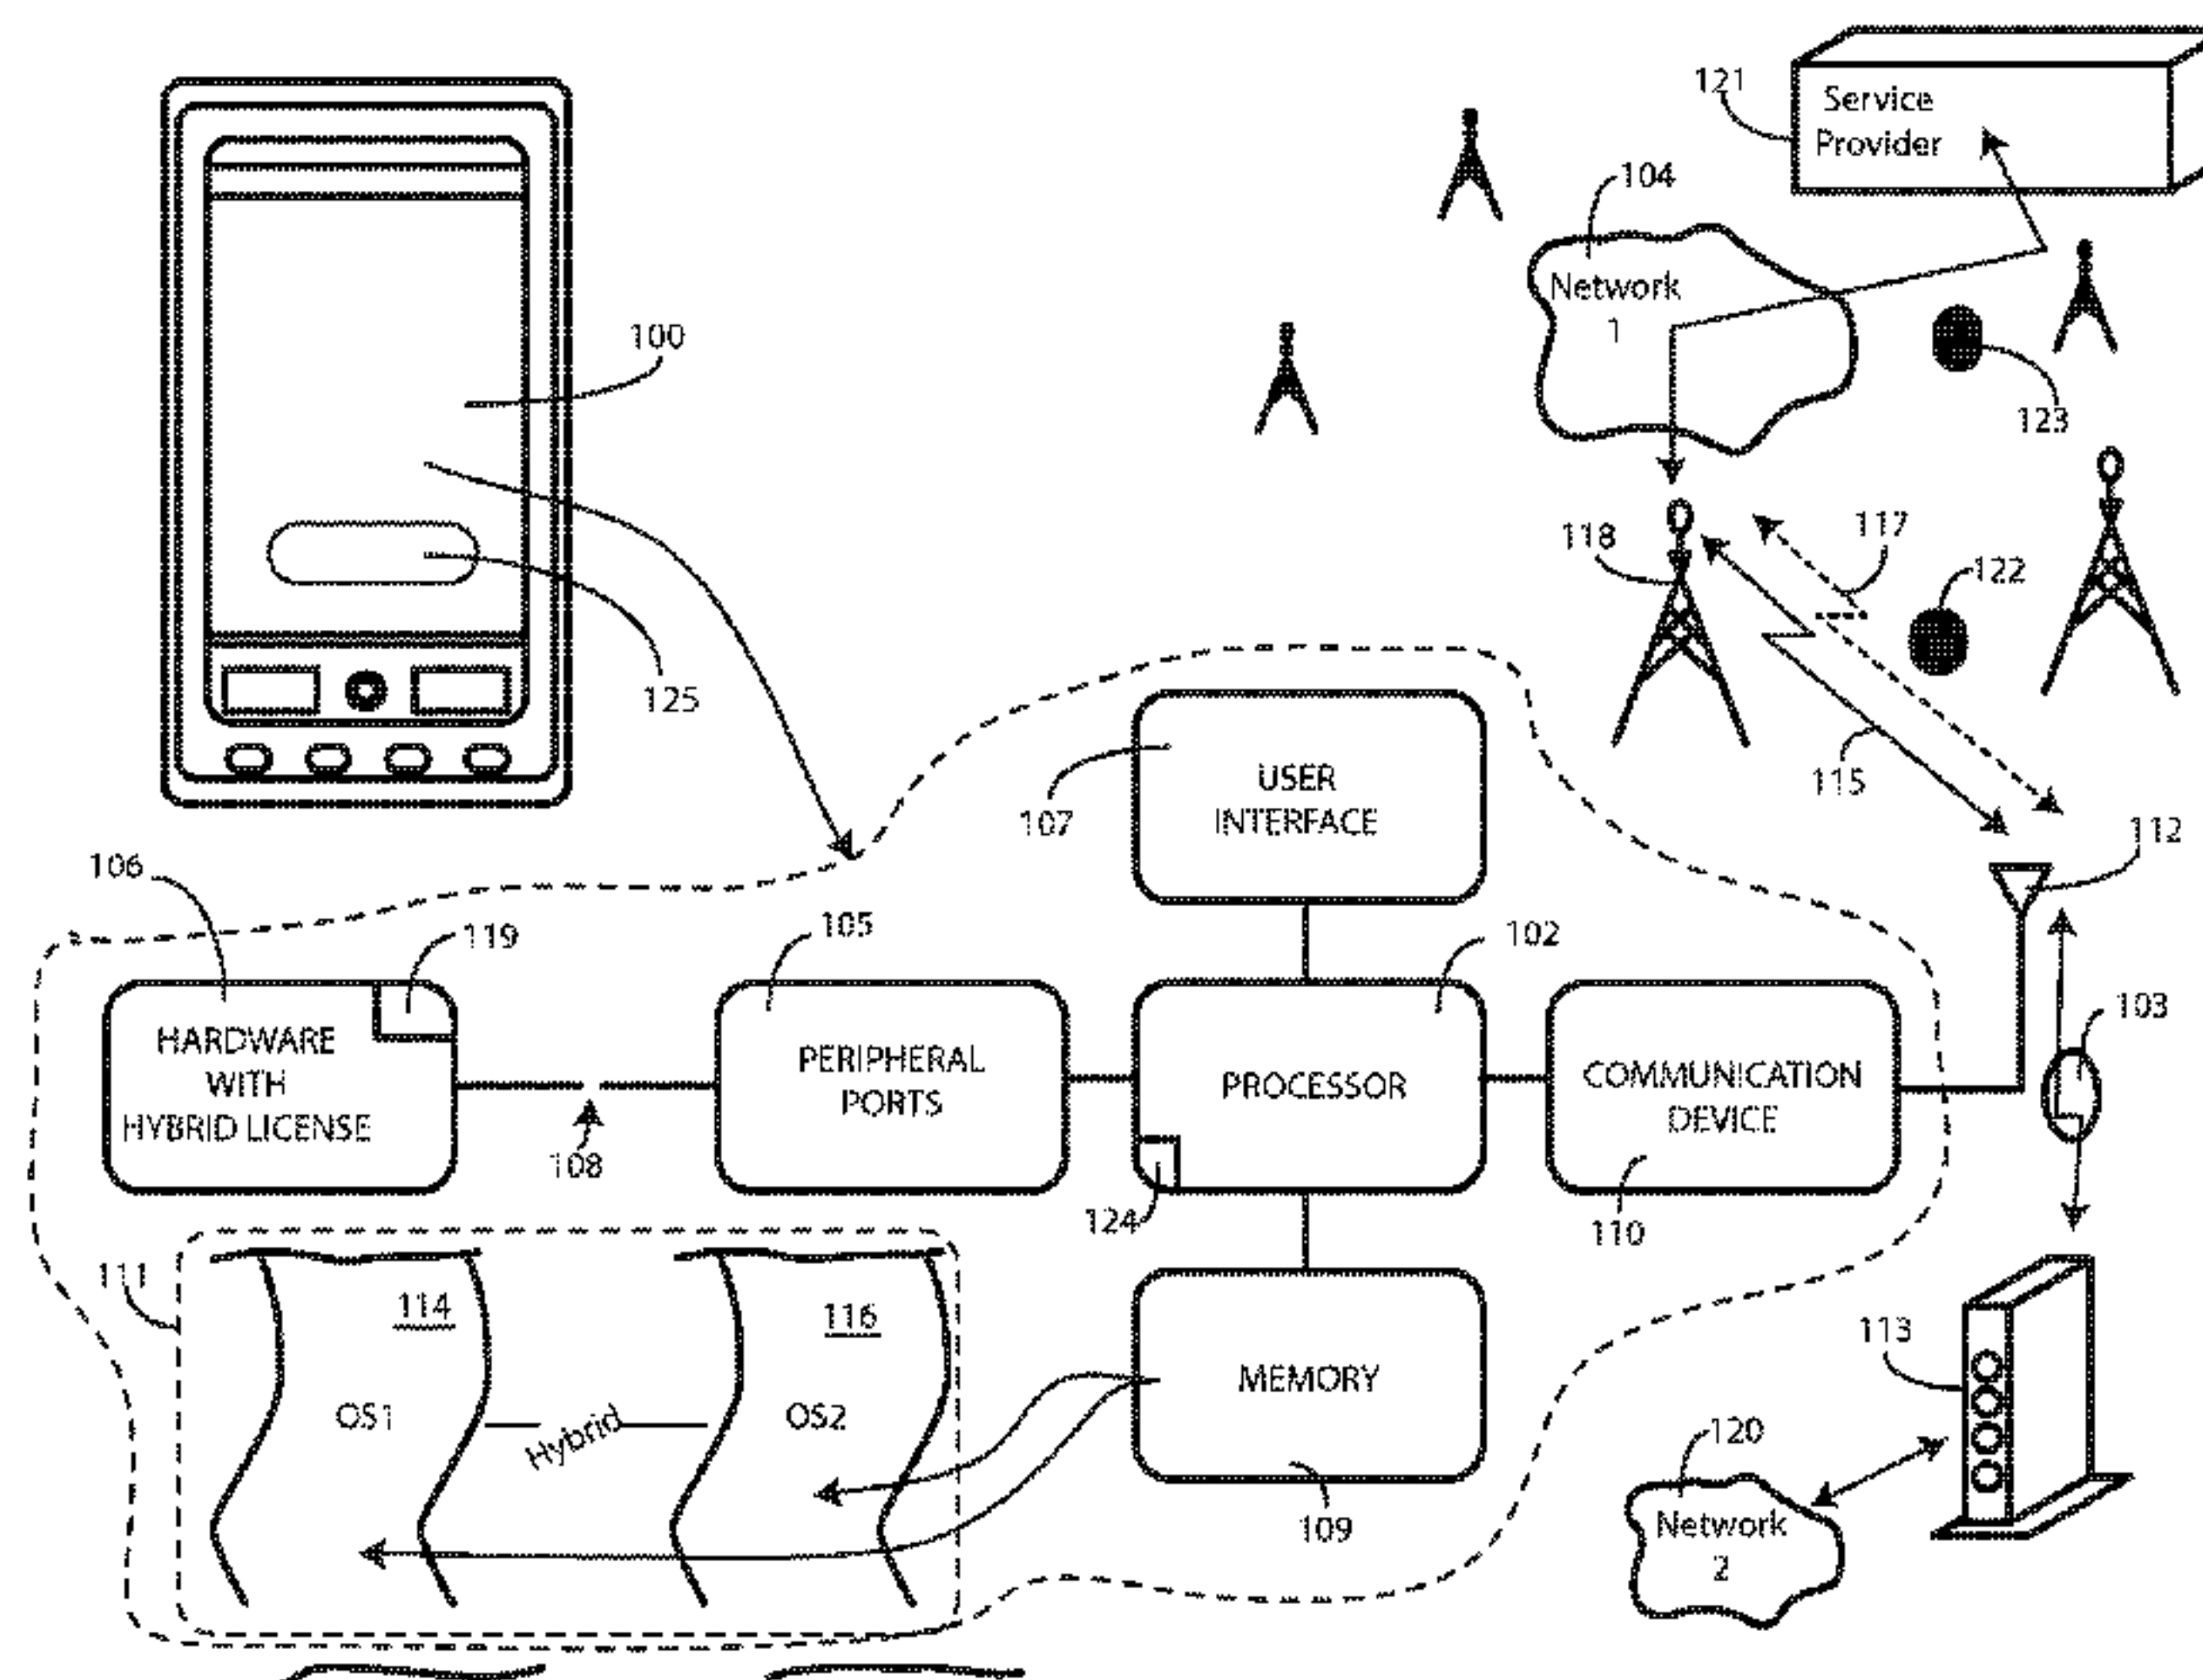 121
Service
Provider
104
Network
1
100
123
118
117
122
125
115
107
USER
INTERFACE
112
106
119
105
102
103
HARDWARE
WITH
HYBRID LICENSE
108
PERIPHERAL
PORTS
PROCESSOR
124
COMMUNICATION
DEVICE
110
111
114
116
OS1
Hybrid
OS2
MEMORY
109
113
120
Network
2